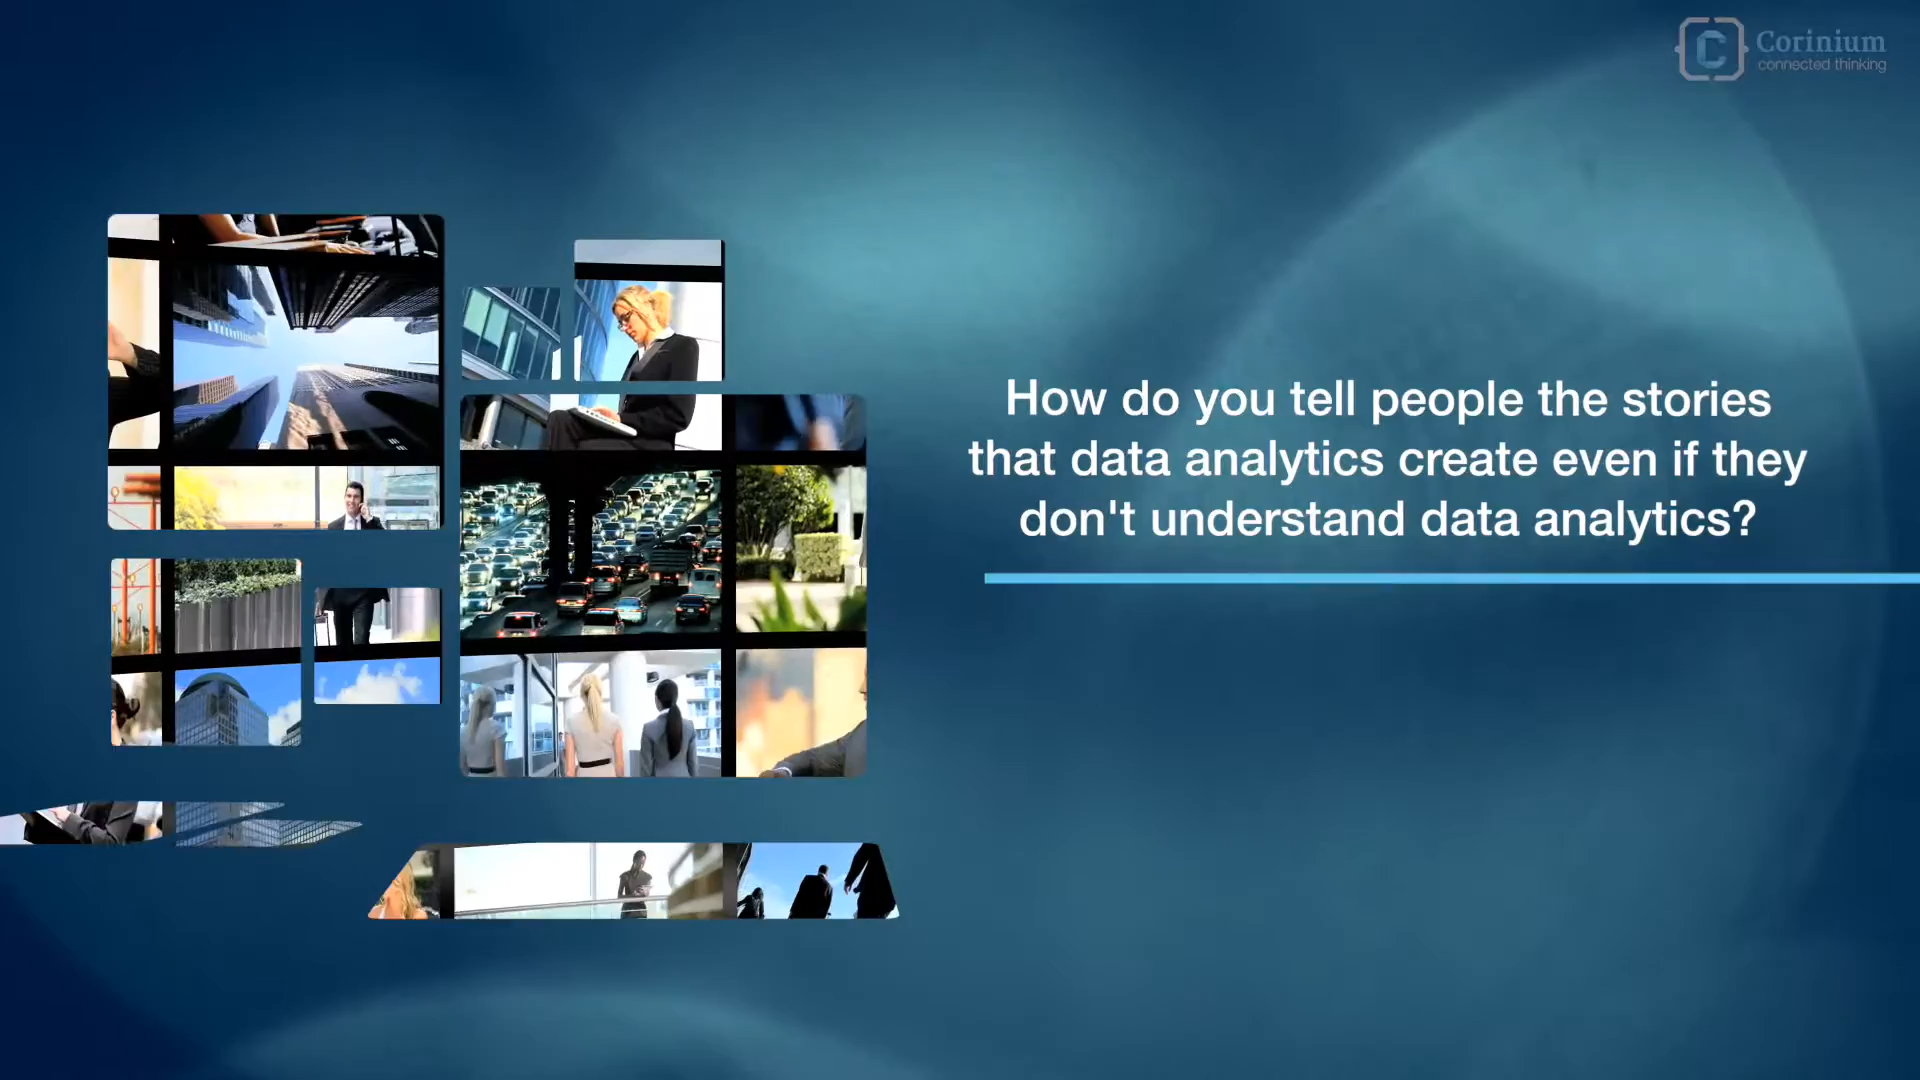 Corinium
connected thinking
How do you tell people the stories
that data analytics create even if they
don't understand data analytics?